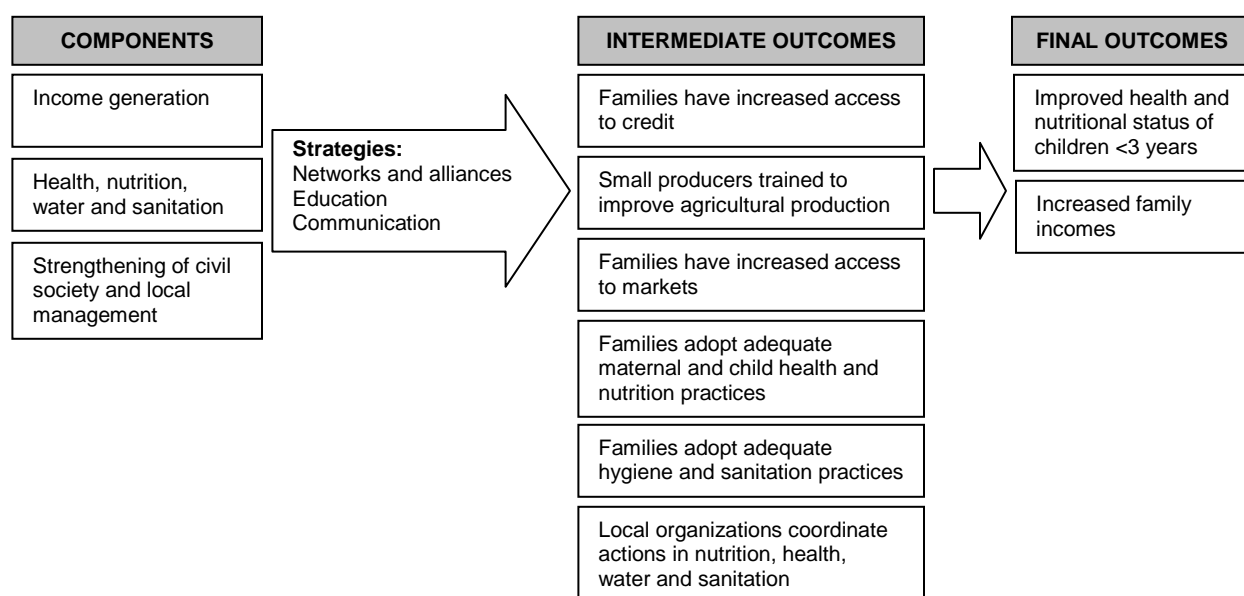 COMPONENTS
Income generation
Health, nutrition,
water and sanitation
Strengthening of civil
society and local
management
Strategies:
Networks and alliances
Education
Communication
INTERMEDIATE OUTCOMES
Families have increased access
to credit
Small producers trained to
improve agricultural production
Families have increased access
to markets
Families adopt adequate
maternal and child health and
nutrition practices
Families adopt adequate
hygiene and sanitation practices
Local organizations coordinate
actions in nutrition, health,
water and sanitation
FINAL OUTCOMES
Improved health and
nutritional status of
children <3 years
Increased family
incomes